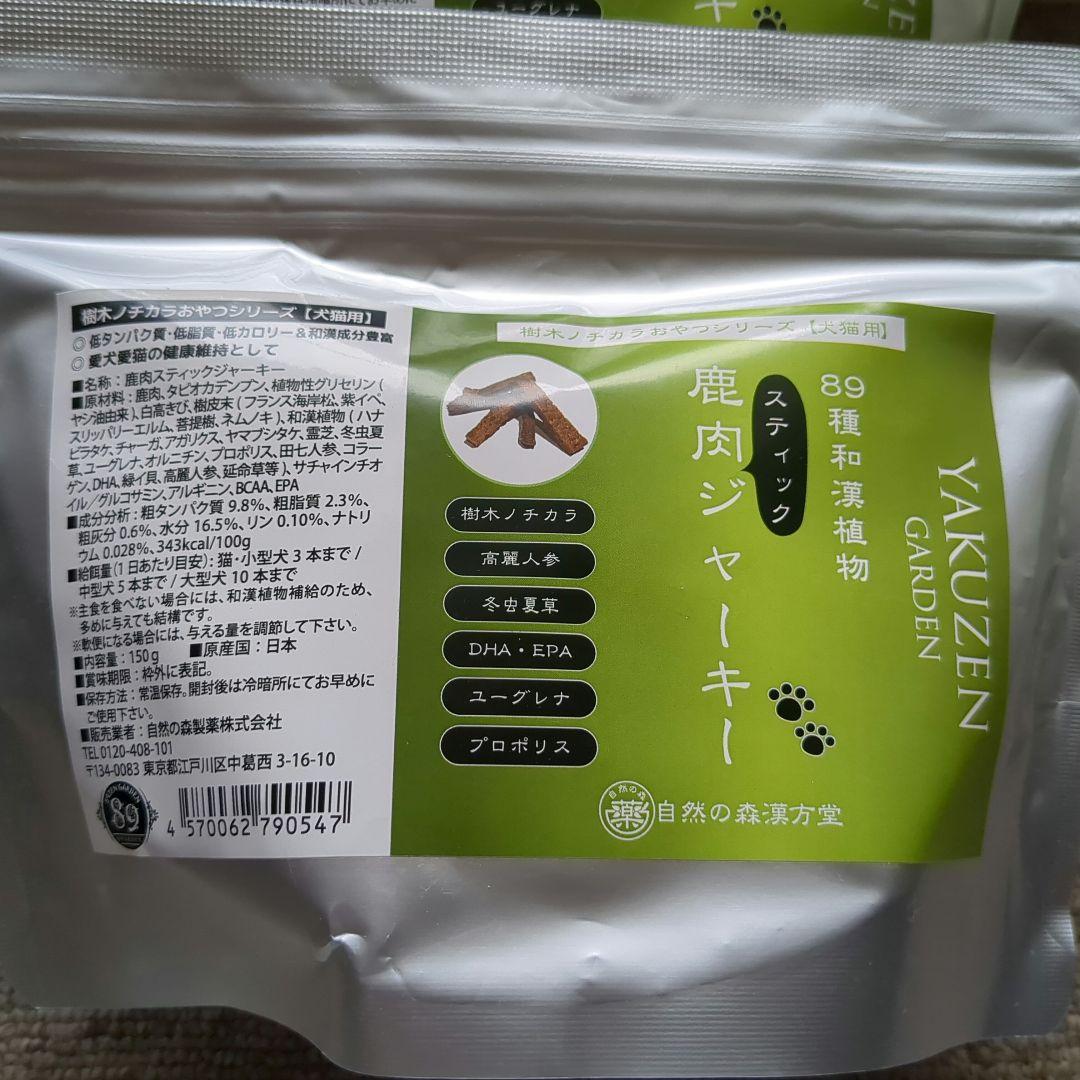 ユーグレナ
樹木ノチカラおやつシリーズ【犬猫用】
◎低タンパク質・低脂質・低カロリー＆和漢成分豊富
◎愛犬愛猫の健康維持として
■名称：鹿肉スティックジャーキー
■原材料：鹿肉、タピオカデンプン、植物性グリセリン（
ヤシ油由来）、白高きび、樹皮末（フランス海岸松、紫イペ、
スリッパリーエルム、菩提樹、ネムノキ）、和漢植物（ハナ
ビラタケ、チャーガ、アガリクス、ヤマブシタケ、霊芝、冬虫夏
草、ユーグレナ、オルニチン、プロポリス、田七人参、コラー
ゲン、DHA、緑イ貝、高麗人参、延命草等）、サチャインチオ
イル／グルコサミン、アルギニン、BCAA、EPA
■成分分析：粗タンパク質 9.8%、粗脂質 2.3%、
粗灰分 0.6%、水分 16.5%、リン 0.10%、ナトリ
ウム 0.028%、343kcal/100g
■給餌量（1日あたり目安）：猫・小型犬 3 本まで /
中型犬 5 本まで / 大型犬 10 本まで
※主食を食べない場合には、和漢植物補給のため、
多めに与えても結構です。
※軟便になる場合には、与える量を調節して下さい。
■内容量：150g ■原産国：日本
■賞味期限：枠外に表記。
■保存方法：常温保存。開封後は冷暗所にてお早めに
ご使用下さい。
■販売業者：自然の森製薬株式会社
TEL 0120-408-101
〒134-0083 東京都江戸川区中葛西 3-16-10
89
4 570062 790547
樹木ノチカラおやつシリーズ【犬猫用】
89種和漢植物
スティック
鹿肉ジャーキー
YAKUZEN
GARDEN
樹木ノチカラ
高麗人参
冬虫夏草
DHA・EPA
ユーグレナ
プロポリス
自然の森
薬
自然の森漢方堂